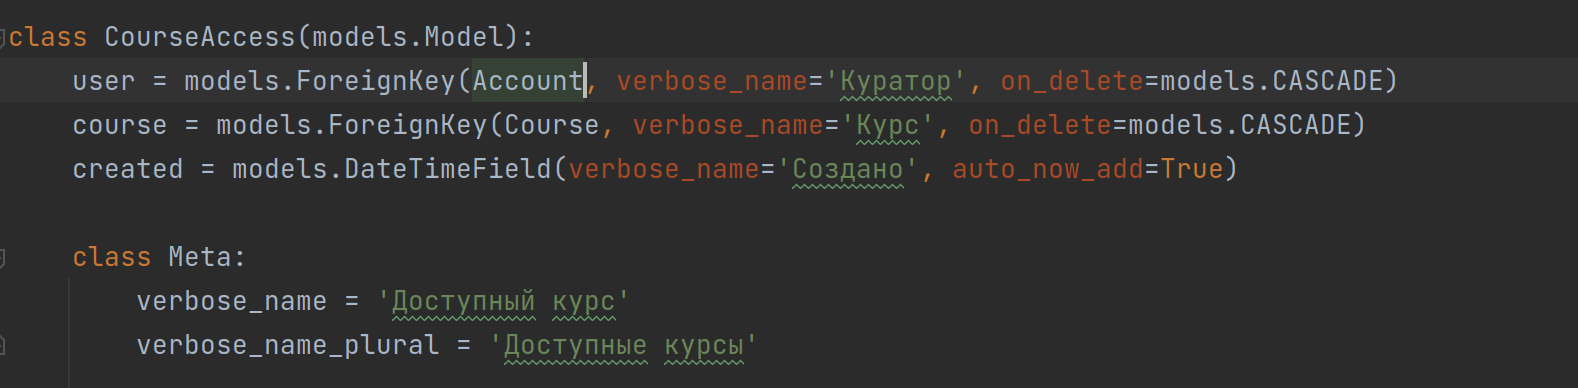 class CourseAccess(models.Model):
user = models.ForeignKey(Account, verbose_name='Куратор', on_delete=models.CASCADE)
course = models.ForeignKey(Course, verbose_name='Курс', on_delete=models.CASCADE)
created = models.DateTimeField(verbose_name='Создано', auto_now_add=True)
class Meta:
verbose_name = 'Доступный курс'
verbose_name_plural = 'Доступные курсы'